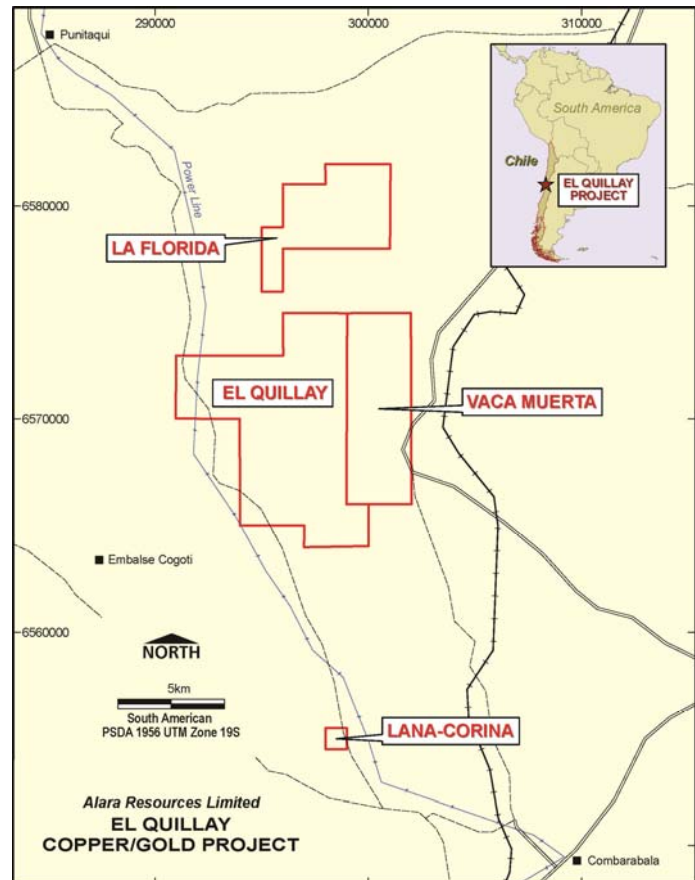 290000
300000
310000
Punitaqui
South America
Chile
EL QUILLAY
PROJECT
Power Line
6580000
LA FLORIDA
EL QUILLAY
VACA MUERTA
6570000
Embalse Cogoti
6560000
NORTH
5km
South American
PSDA 1956 UTM Zone 19S
LANA-CORINA
Alara Resources Limited
EL QUILLAY
COPPER/GOLD PROJECT
Combarabala